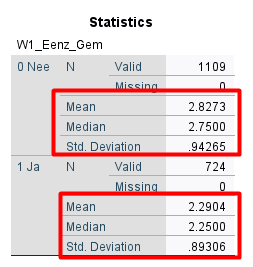 Statistics
W1_Eenz_Gem
0 Nee N Valid 1109
Missing 0
Mean 2.8273
Median 2.7500
Std. Deviation .94265
1 Ja N Valid 724
Missing 0
Mean 2.2904
Median 2.2500
Std. Deviation .89306